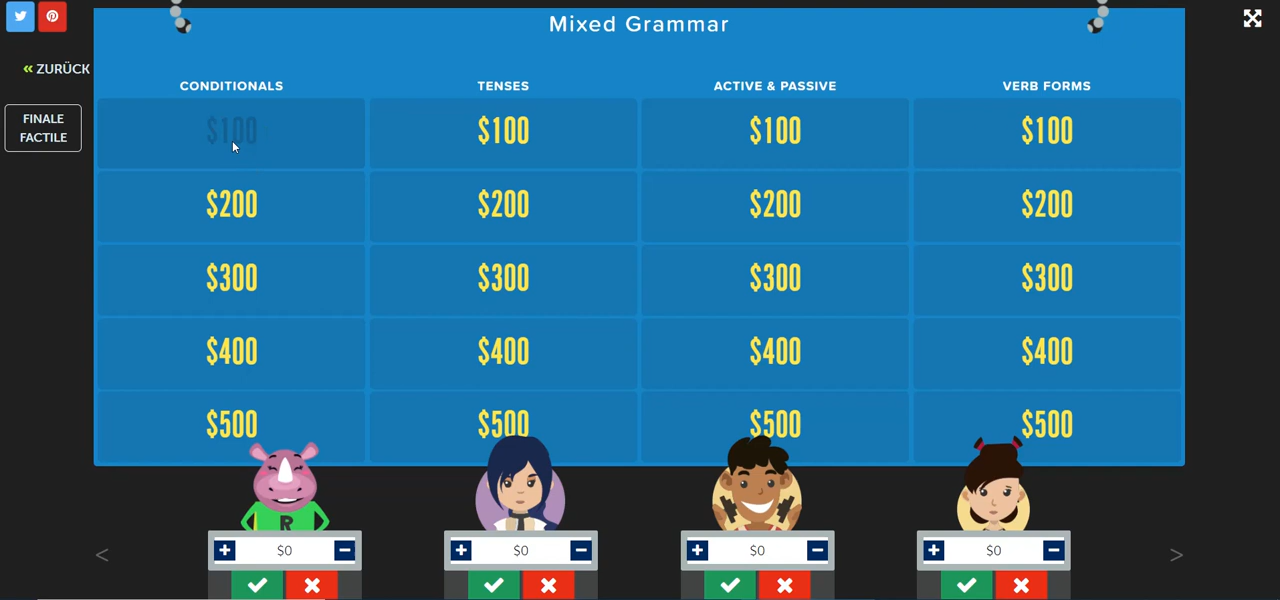 Mixed Grammar
« ZURÜCK
FINALE
FACTILE
CONDITIONALS TENSES ACTIVE & PASSIVE VERB FORMS
$100 $100 $100 $100
$200 $200 $200 $200
$300 $300 $300 $300
$400 $400 $400 $400
$500 $500 $500 $500
R
+ $0 − + $0 − + $0 − + $0 −
< >